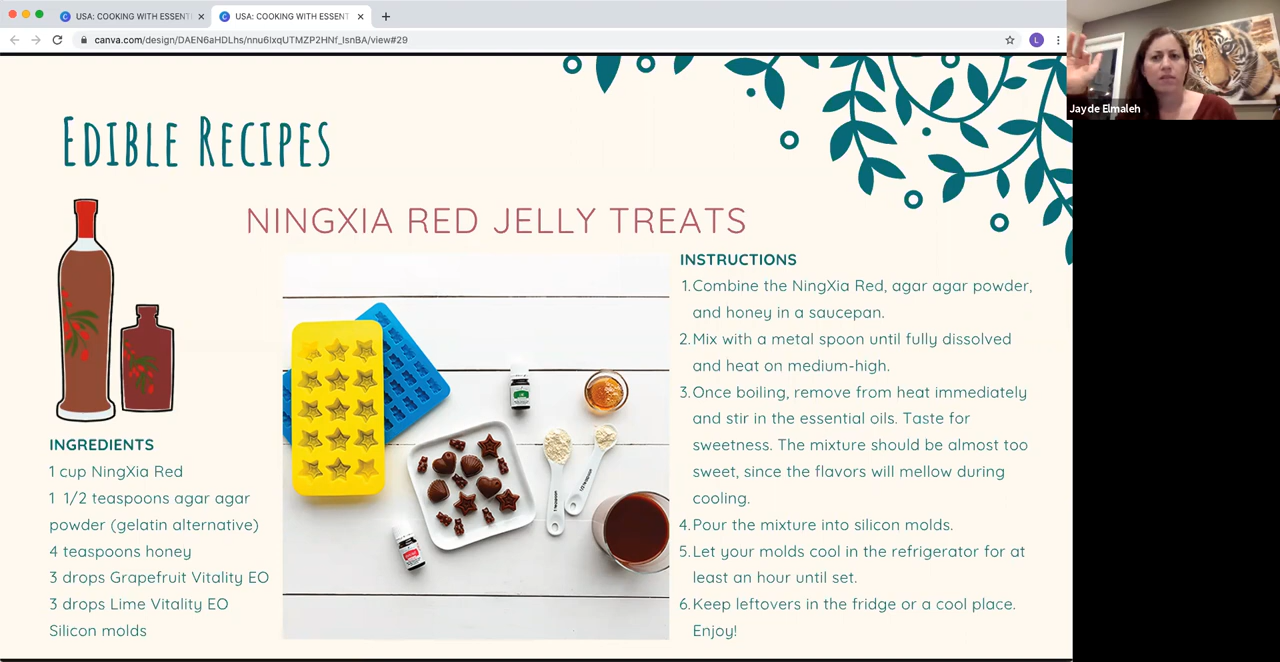 USA: COOKING WITH ESSENTI
USA: COOKING WITH ESSENTI
canva.com/design/DAEN6aHDLhs/nnu6IxqUTMZP2HNf_IsnBA/view#29
L
Jayde Elmaleh
EDIBLE RECIPES
NINGXIA RED JELLY TREATS
INGREDIENTS
1 cup NingXia Red
1 1/2 teaspoons agar agar
powder (gelatin alternative)
4 teaspoons honey
3 drops Grapefruit Vitality EO
3 drops Lime Vitality EO
Silicon molds
INSTRUCTIONS
1. Combine the NingXia Red, agar agar powder,
and honey in a saucepan.
2. Mix with a metal spoon until fully dissolved
and heat on medium-high.
3. Once boiling, remove from heat immediately
and stir in the essential oils. Taste for
sweetness. The mixture should be almost too
sweet, since the flavors will mellow during
cooling.
4. Pour the mixture into silicon molds.
5. Let your molds cool in the refrigerator for at
least an hour until set.
6. Keep leftovers in the fridge or a cool place.
Enjoy!